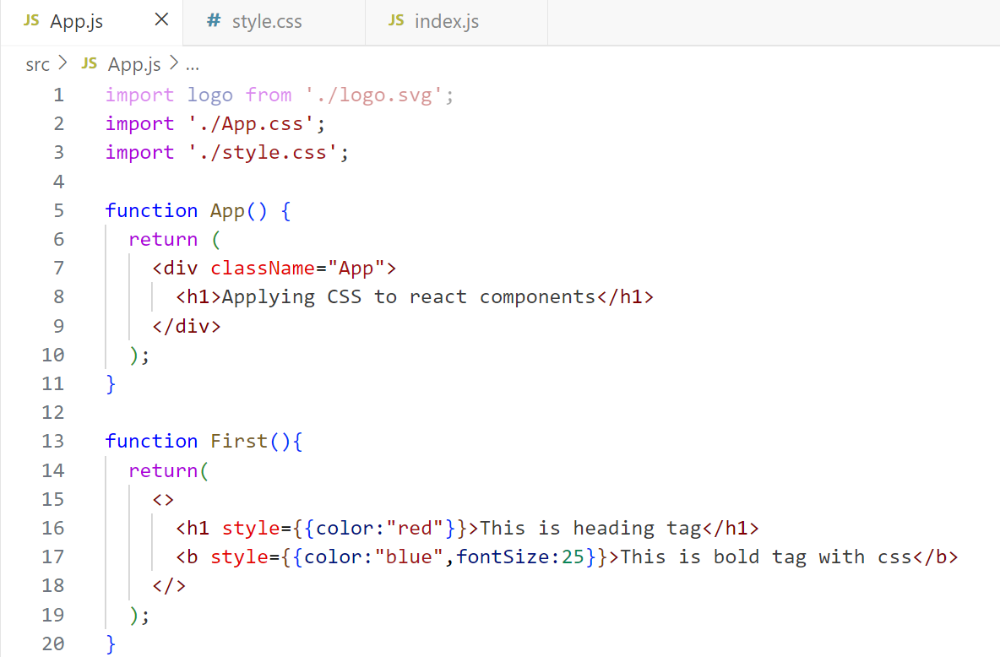 JS App.js × # style.css JS index.js
src > JS App.js > ...
1 import logo from './logo.svg';
2 import './App.css';
3 import './style.css';
4
5 function App() {
6 return (
7 <div className="App">
8 <h1>Applying CSS to react components</h1>
9 </div>
10 );
11 }
12
13 function First(){
14 return(
15 <>
16 <h1 style={{color:"red"}}>This is heading tag</h1>
17 <b style={{color:"blue",fontSize:25}}>This is bold tag with css</b>
18 </>
19 );
20 }